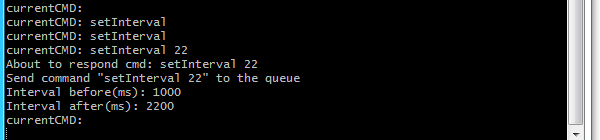 currentCMD:
currentCMD: setInterval
currentCMD: setInterval
currentCMD: setInterval 22
About to respond cmd: setInterval 22
Send command "setInterval 22" to the queue
Interval before(ms): 1000
Interval after(ms): 2200
currentCMD: